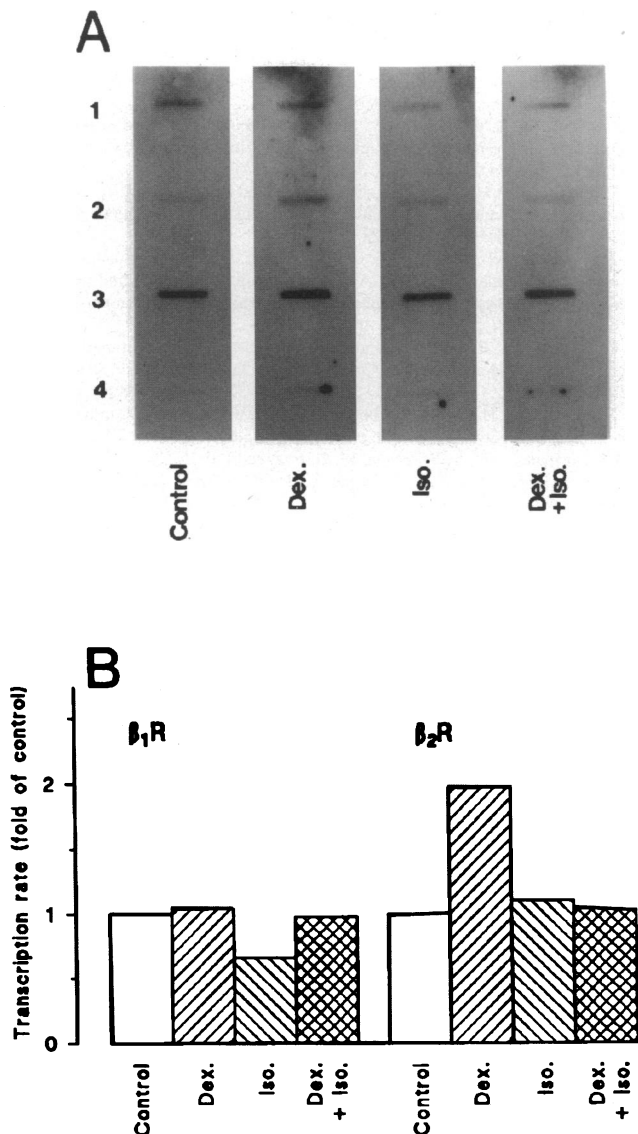 A
1
2
3
4
Control
Dex.
Iso.
Dex.
+Iso.
B
Transcription rate (fold of control)
2
1
0
β₁R
β₂R
Control
Dex.
Iso.
Dex.
+ Iso.
Control
Dex.
Iso.
Dex.
+ Iso.